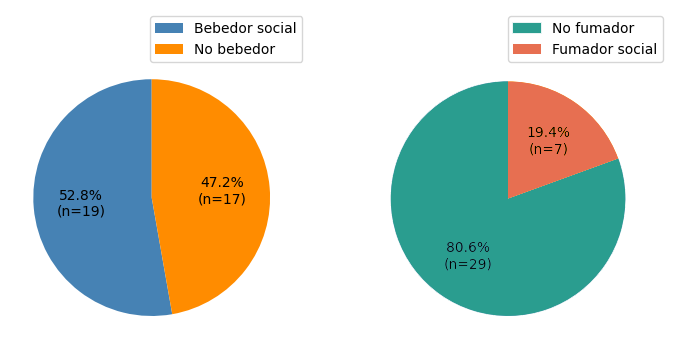 Bebedor social
No bebedor
52.8%
(n=19)
47.2%
(n=17)
No fumador
Fumador social
19.4%
(n=7)
80.6%
(n=29)